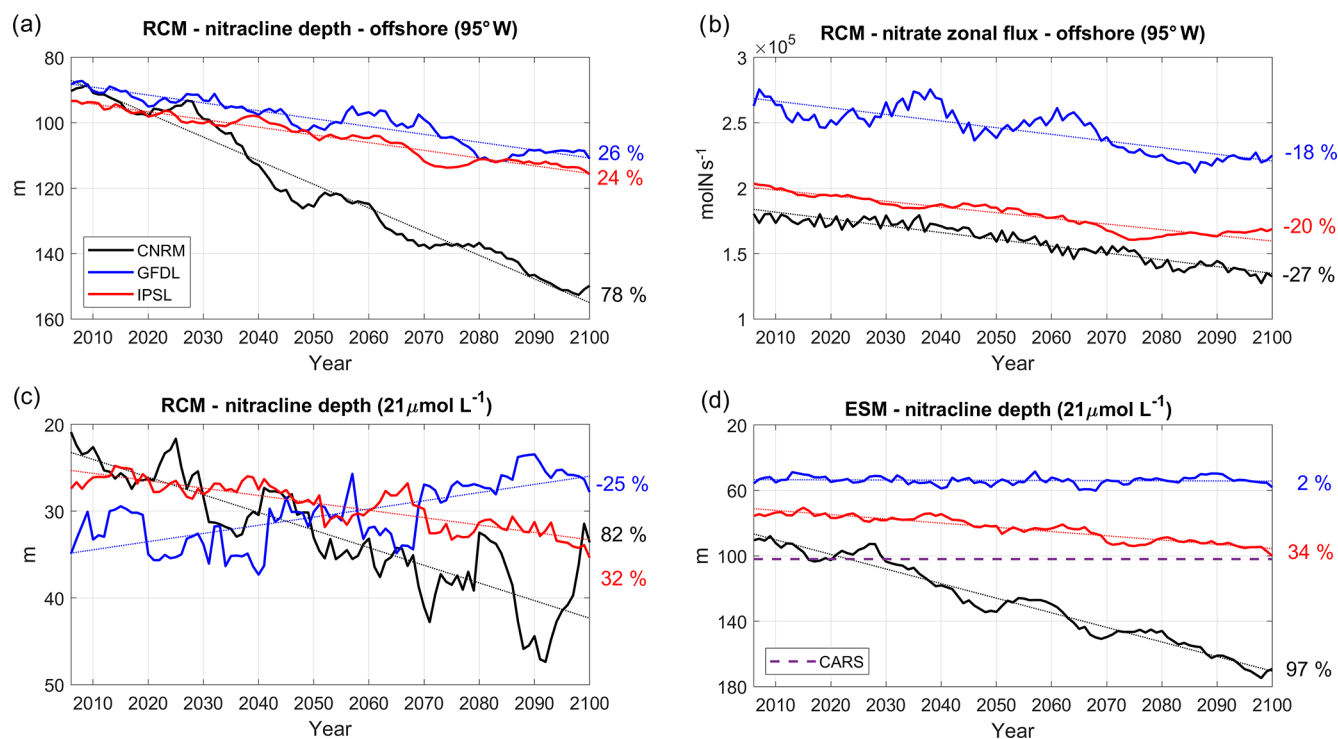 (a)
RCM - nitracline depth - offshore (95°W)
80
100
120
140
160
m
26 %
24 %
78 %
CNRM
GFDL
IPSL
2010 2020 2030 2040 2050 2060 2070 2080 2090 2100
Year
(b)
RCM - nitrate zonal flux - offshore (95°W)
×10⁵
3
2.5
2
1.5
1
molN s⁻¹
-18 %
-20 %
-27 %
2010 2020 2030 2040 2050 2060 2070 2080 2090 2100
Year
(c)
RCM - nitracline depth (21μmol L⁻¹)
20
30
40
50
m
-25 %
82 %
32 %
2010 2020 2030 2040 2050 2060 2070 2080 2090 2100
Year
(d)
ESM - nitracline depth (21μmol L⁻¹)
20
60
100
140
180
m
2 %
34 %
97 %
CARS
2010 2020 2030 2040 2050 2060 2070 2080 2090 2100
Year